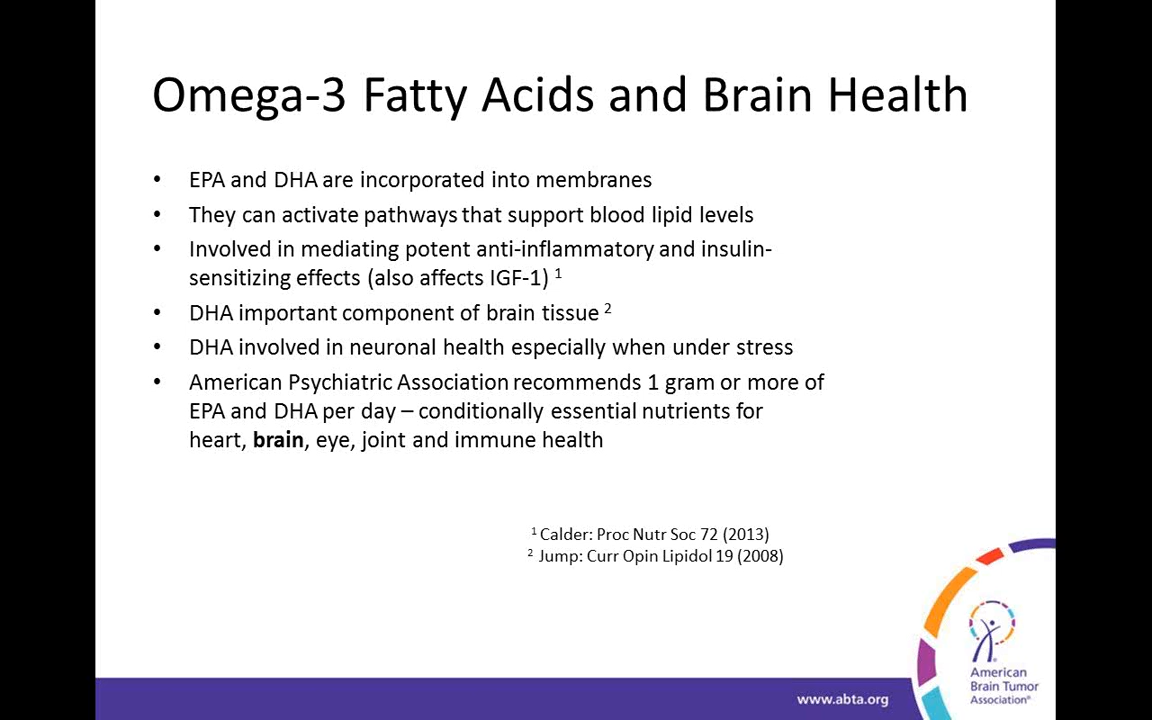 Omega-3 Fatty Acids and Brain Health
• EPA and DHA are incorporated into membranes
• They can activate pathways that support blood lipid levels
• Involved in mediating potent anti-inflammatory and insulin-
sensitizing effects (also affects IGF-1) ¹
• DHA important component of brain tissue ²
• DHA involved in neuronal health especially when under stress
• American Psychiatric Association recommends 1 gram or more of
EPA and DHA per day – conditionally essential nutrients for
heart, brain, eye, joint and immune health
¹ Calder: Proc Nutr Soc 72 (2013)
² Jump: Curr Opin Lipidol 19 (2008)
www.abta.org
American
Brain Tumor
Association®